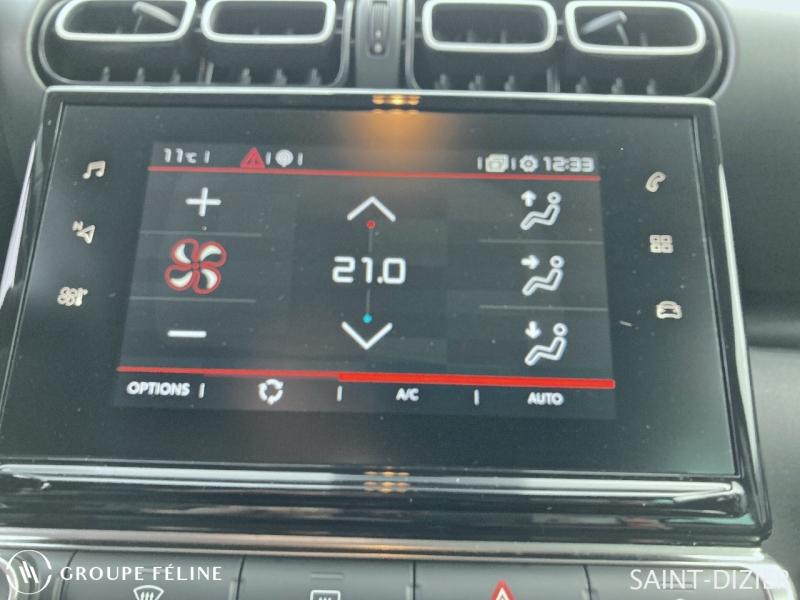 11°C 12:33
21.0
OPTIONS A/C AUTO
GROUPE FÉLINE
SAINT-DIZIER